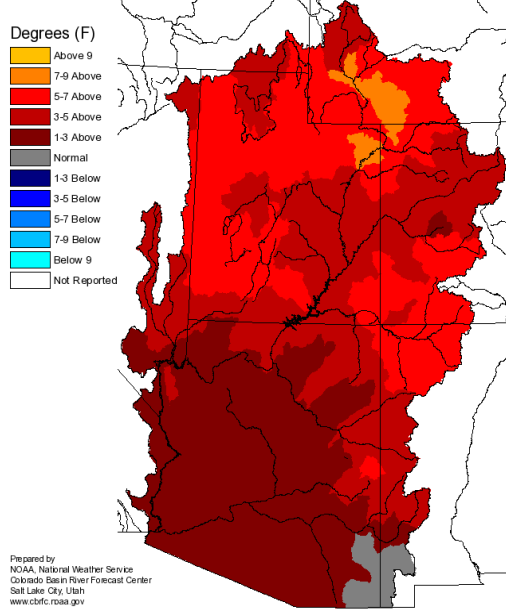 Degrees (F)
Above 9
7-9 Above
5-7 Above
3-5 Above
1-3 Above
Normal
1-3 Below
3-5 Below
5-7 Below
7-9 Below
Below 9
Not Reported
Prepared by
NOAA, National Weather Service
Colorado Basin River Forecast Center
Salt Lake City, Utah
www.cbrfc.noaa.gov